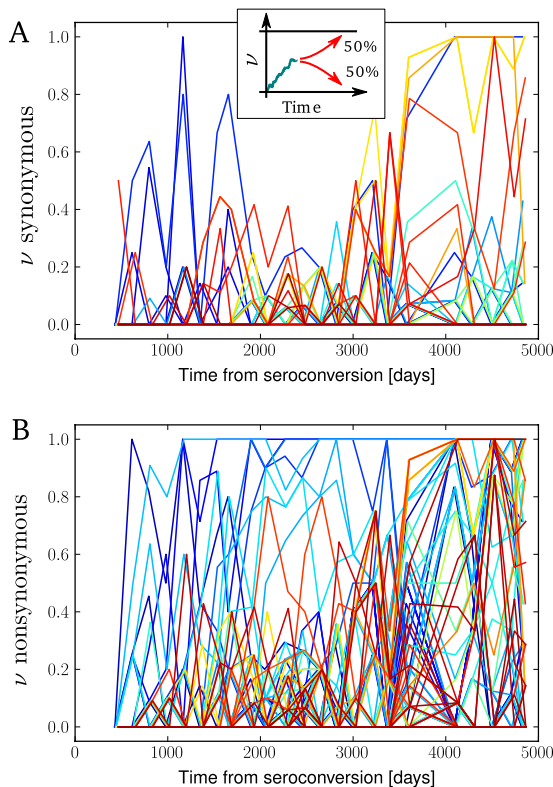 A
ν
50%
50%
Time
1.0
0.8
0.6
0.4
0.2
0.0
ν synonymous
0 1000 2000 3000 4000 5000
Time from seroconversion [days]
B
1.0
0.8
0.6
0.4
0.2
0.0
ν nonsynonymous
0 1000 2000 3000 4000 5000
Time from seroconversion [days]